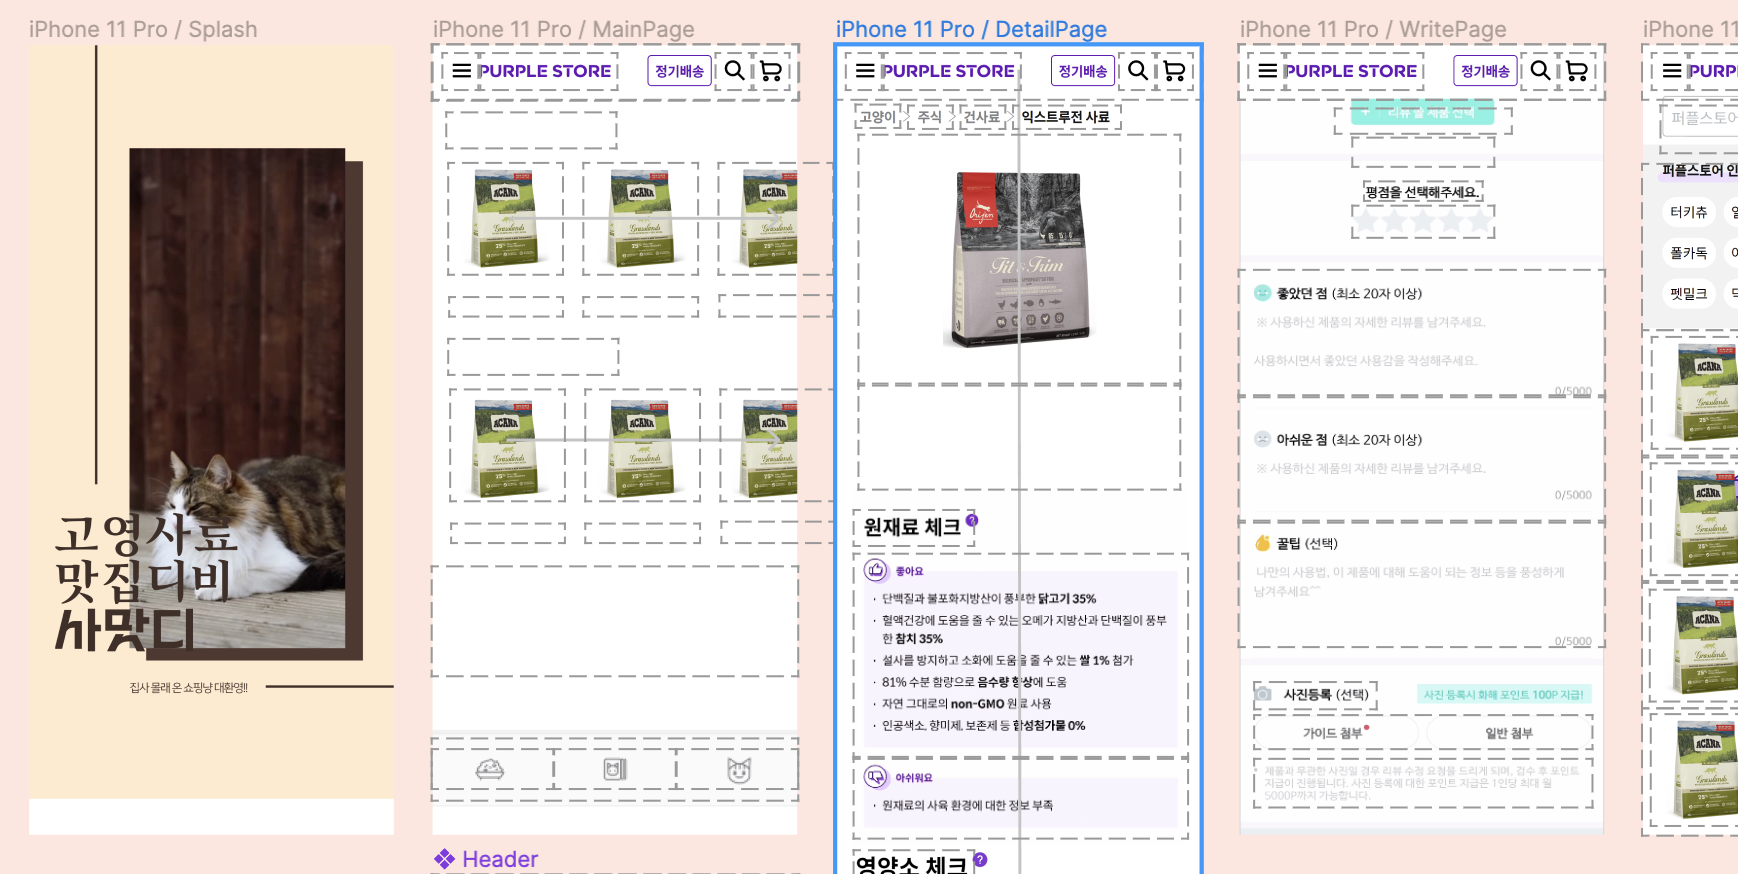 iPhone 11 Pro / Splash
고영사료
맛집디비
사맛디
집사 몰래 온 쇼핑냥 대환영!!
iPhone 11 Pro / MainPage
PURPLE STORE
정기배송
ACANA
Grasslands
ACANA
Grasslands
ACANA
Grasslands
ACANA
Grasslands
ACANA
Grasslands
ACANA
Grasslands
Header
iPhone 11 Pro / DetailPage
PURPLE STORE
정기배송
고양이 > 주식 > 건사료 > 익스트루전 사료
Orijen
Fit & Trim
원재료 체크 ?
좋아요
· 단백질과 불포화지방산이 풍부한 닭고기 35%
· 혈액건강에 도움을 줄 수 있는 오메가 지방산과 단백질이 풍부
한 참치 35%
· 설사를 방지하고 소화에 도움을 줄 수 있는 쌀 1% 첨가
· 81% 수분 함량으로 음수량 향상에 도움
· 자연 그대로의 non-GMO 원료 사용
· 인공색소, 향미제, 보존제 등 합성첨가물 0%
아쉬워요
· 원재료의 사육 환경에 대한 정보 부족
영양소 체크 ?
iPhone 11 Pro / WritePage
PURPLE STORE
정기배송
+ 리뷰 쓸 제품 선택
평점을 선택해주세요.
좋았던 점 (최소 20자 이상)
※ 사용하신 제품의 자세한 리뷰를 남겨주세요.
사용하시면서 좋았던 사용감을 작성해주세요.
0/5000
아쉬운 점 (최소 20자 이상)
※ 사용하신 제품의 자세한 리뷰를 남겨주세요.
0/5000
꿀팁 (선택)
나만의 사용법, 이 제품에 대해 도움이 되는 정보 등을 풍성하게
남겨주세요^^
0/5000
사진등록 (선택)
사진 등록시 화해 포인트 100P 지급!
가이드 첨부
일반 첨부
제품과 무관한 사진일 경우 리뷰 수정 요청을 드리게 되며, 검수 후 포인트
지급이 진행됩니다. 사진 등록에 대한 포인트 지급은 1인당 최대 월
5000P까지 가능합니다.
iPhone 11
PURP
퍼플스토어
퍼플스토어 인
터키츄
폴카독
펫밀크
ACANA
Grasslands
ACANA
Grasslands
ACANA
Grasslands
ACANA
Grasslands